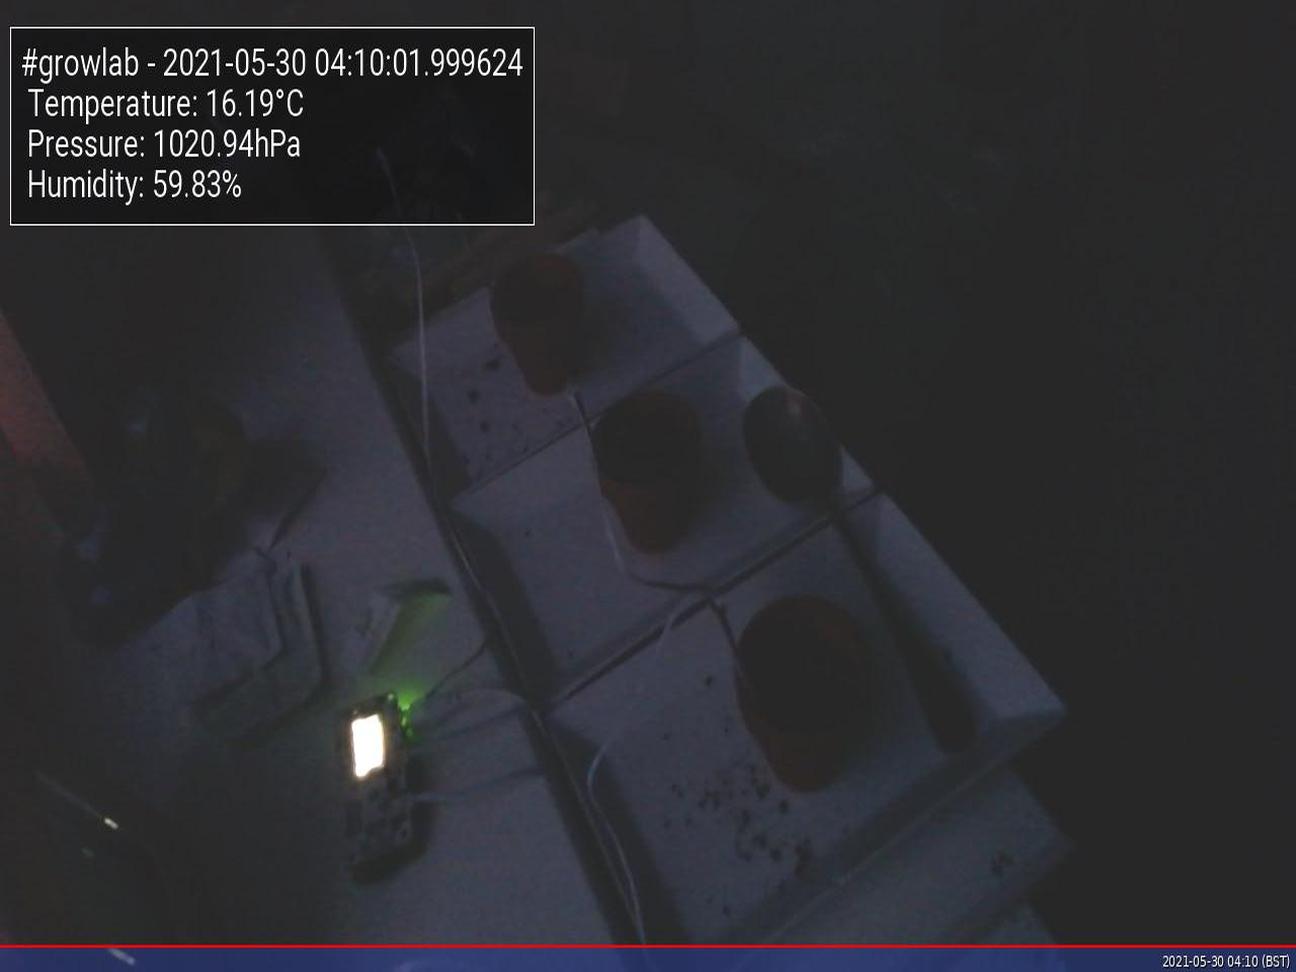 #growlab - 2021-05-30 04:10:01.999624
Temperature: 16.19°C
Pressure: 1020.94hPa
Humidity: 59.83%
2021-05-30 04:10 (BST)